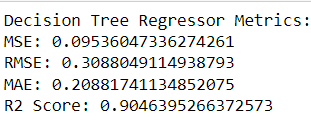 Decision Tree Regressor Metrics:
MSE: 0.09536047336274261
RMSE: 0.3088049114938793
MAE: 0.20881741134852075
R2 Score: 0.9046395266372573